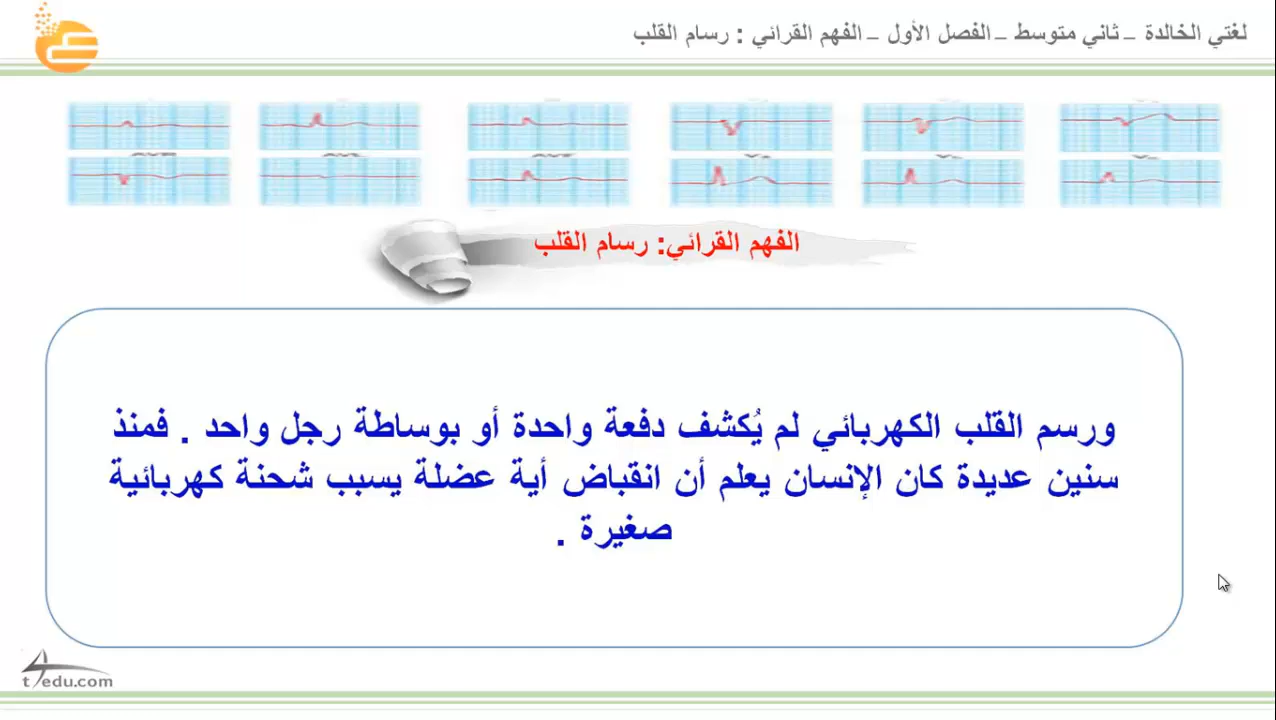 لغتي الخالدة – ثاني متوسط – الفصل الأول – الفهم القرائي : رسام القلب
الفهم القرائي: رسام القلب
ورسم القلب الكهربائي لم يُكشف دفعة واحدة أو بوساطة رجل واحد . فمنذ
سنين عديدة كان الإنسان يعلم أن انقباض أية عضلة يسبب شحنة كهربائية
صغيرة .
t4edu.com